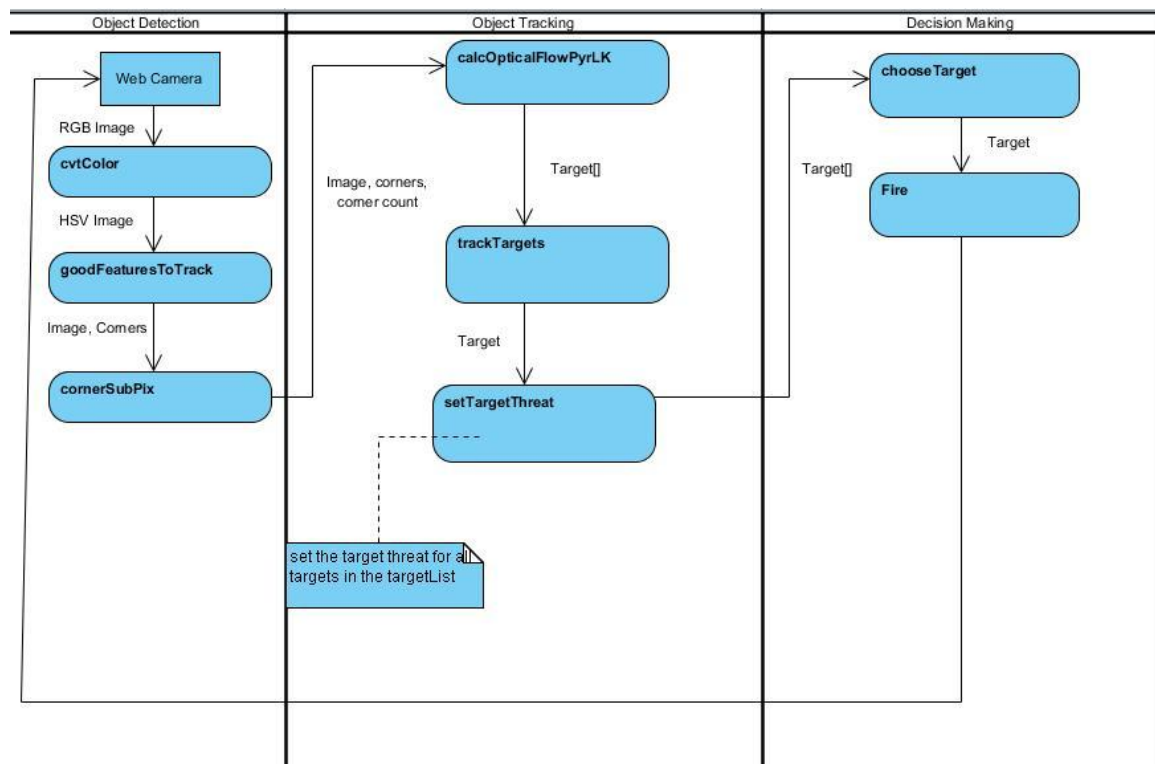 Object Detection
Object Tracking
Decision Making
Web Camera
RGB Image
cvtColor
HSV Image
goodFeaturesToTrack
Image, Corners
cornerSubPix
Image, corners,
corner count
calcOpticalFlowPyrLK
Target[]
trackTargets
Target
setTargetThreat
set the target threat for all
targets in the targetList
Target[]
chooseTarget
Target
Fire